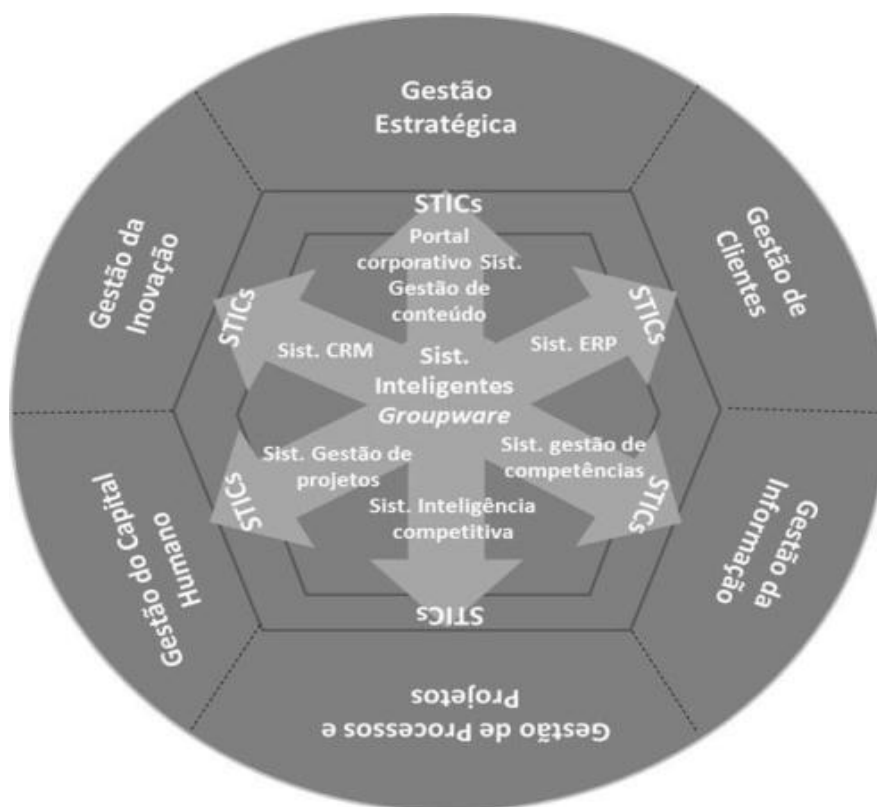 Gestão
Estratégica
Gestão da
Inovação
Gestão de
Clientes
STICs
Portal
corporativo Sist.
Gestão de
conteúdo
STICs
STICs
Sist. CRM
Sist. ERP
Sist.
Inteligentes
Groupware
Sist. Gestão de
projetos
Sist. gestão de
competências
STICs
STICs
Sist. Inteligência
competitiva
STICs
Gestão do Capital
Humano
Gestão da
Informação
Gestão de Processos e
Projetos